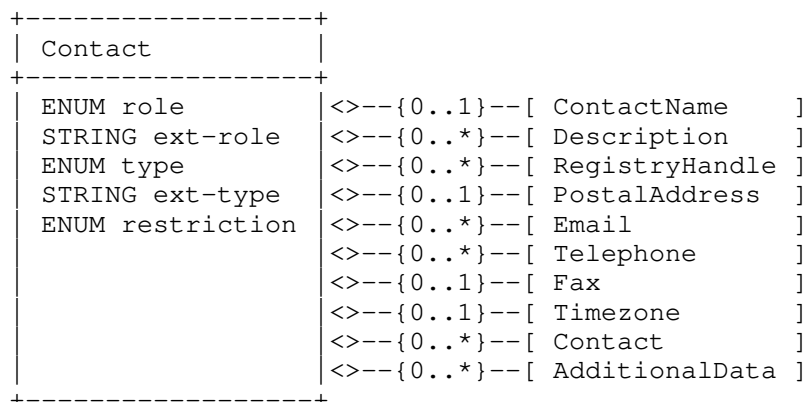 +------------------+
| Contact          |
+------------------+
| ENUM role        |<>--{0..1}--[ ContactName    ]
| STRING ext-role  |<>--{0..*}--[ Description    ]
| ENUM type        |<>--{0..*}--[ RegistryHandle ]
| STRING ext-type  |<>--{0..1}--[ PostalAddress  ]
| ENUM restriction |<>--{0..*}--[ Email          ]
|                  |<>--{0..*}--[ Telephone      ]
|                  |<>--{0..1}--[ Fax            ]
|                  |<>--{0..1}--[ Timezone       ]
|                  |<>--{0..*}--[ Contact        ]
|                  |<>--{0..*}--[ AdditionalData ]
+------------------+